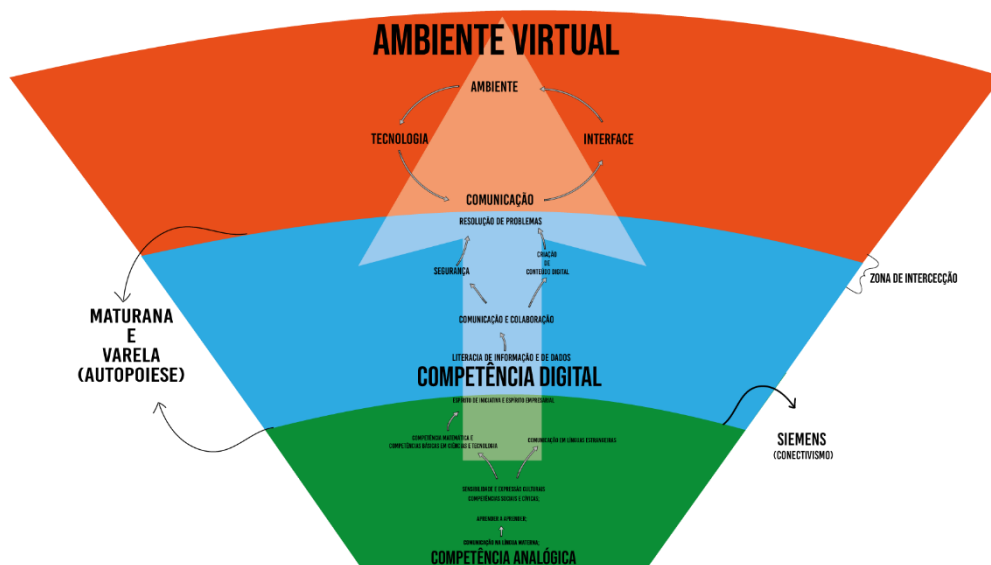 AMBIENTE VIRTUAL
AMBIENTE
TECNOLOGIA
INTERFACE
COMUNICAÇÃO
RESOLUÇÃO DE PROBLEMAS
SEGURANÇA
CRIAÇÃO
DE
CONTEÚDO DIGITAL
ZONA DE INTERCECÇÃO
MATURANA
E
VARELA
(AUTOPOIESE)
COMUNICAÇÃO E COLABORAÇÃO
LITERACIA DE INFORMAÇÃO E DE DADOS
COMPETÊNCIA DIGITAL
ESPÍRITO DE INICIATIVA E ESPÍRITO EMPRESARIAL
COMPETÊNCIA MATEMÁTICA E
COMPETÊNCIAS BÁSICAS EM CIÊNCIAS E TECNOLOGIA
COMUNICAÇÃO EM LÍNGUAS ESTRANGEIRAS
SIEMENS
(CONECTIVISMO)
E EXPRESSÃO CULTURAIS
COMPETÊNCIAS SOCIAIS E CÍVICAS;
APRENDER A APRENDER;
COMUNICAÇÃO NA LÍNGUA MATERNA;
COMPETÊNCIA ANALÓGICA